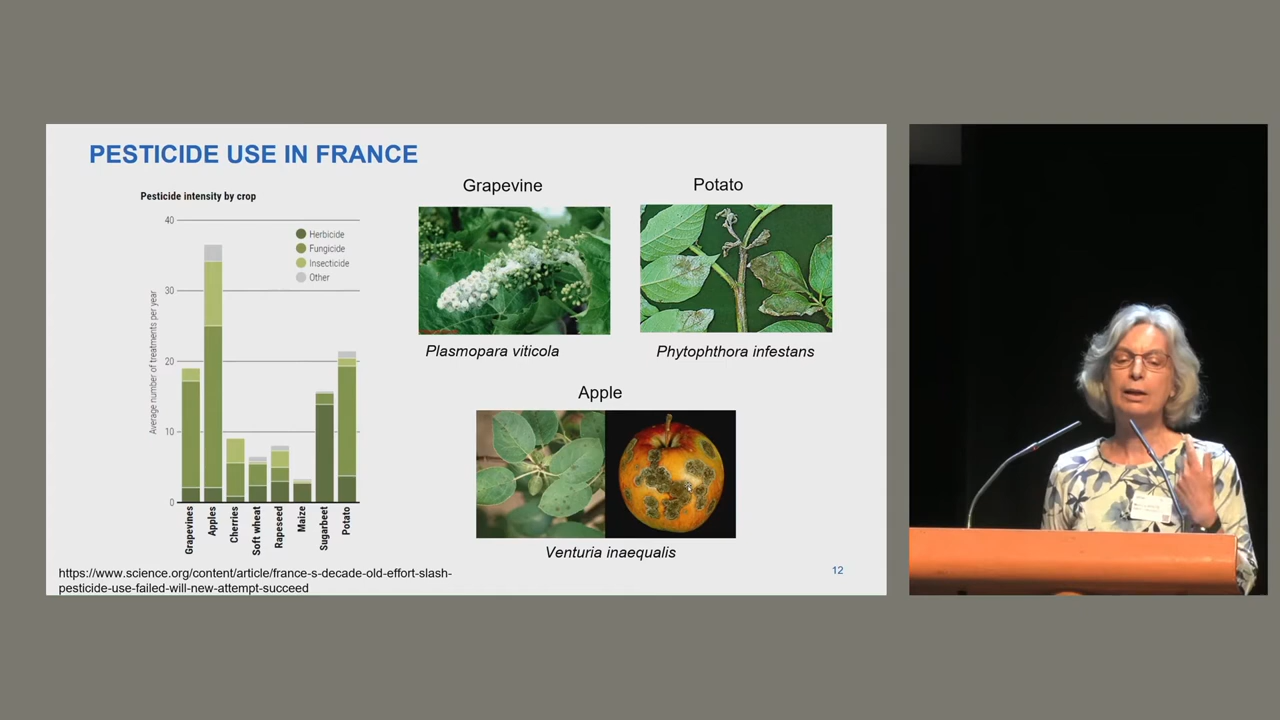 PESTICIDE USE IN FRANCE
Pesticide intensity by crop
40
30
20
10
0
Average number of treatments per year
Herbicide
Fungicide
Insecticide
Other
Grapevines
Apples
Cherries
Soft wheat
Rapeseed
Maize
Sugarbeet
Potato
Grapevine
Plasmopara viticola
Potato
Phytophthora infestans
Apple
Venturia inaequalis
https://www.science.org/content/article/france-s-decade-old-effort-slash-
pesticide-use-failed-will-new-attempt-succeed
12